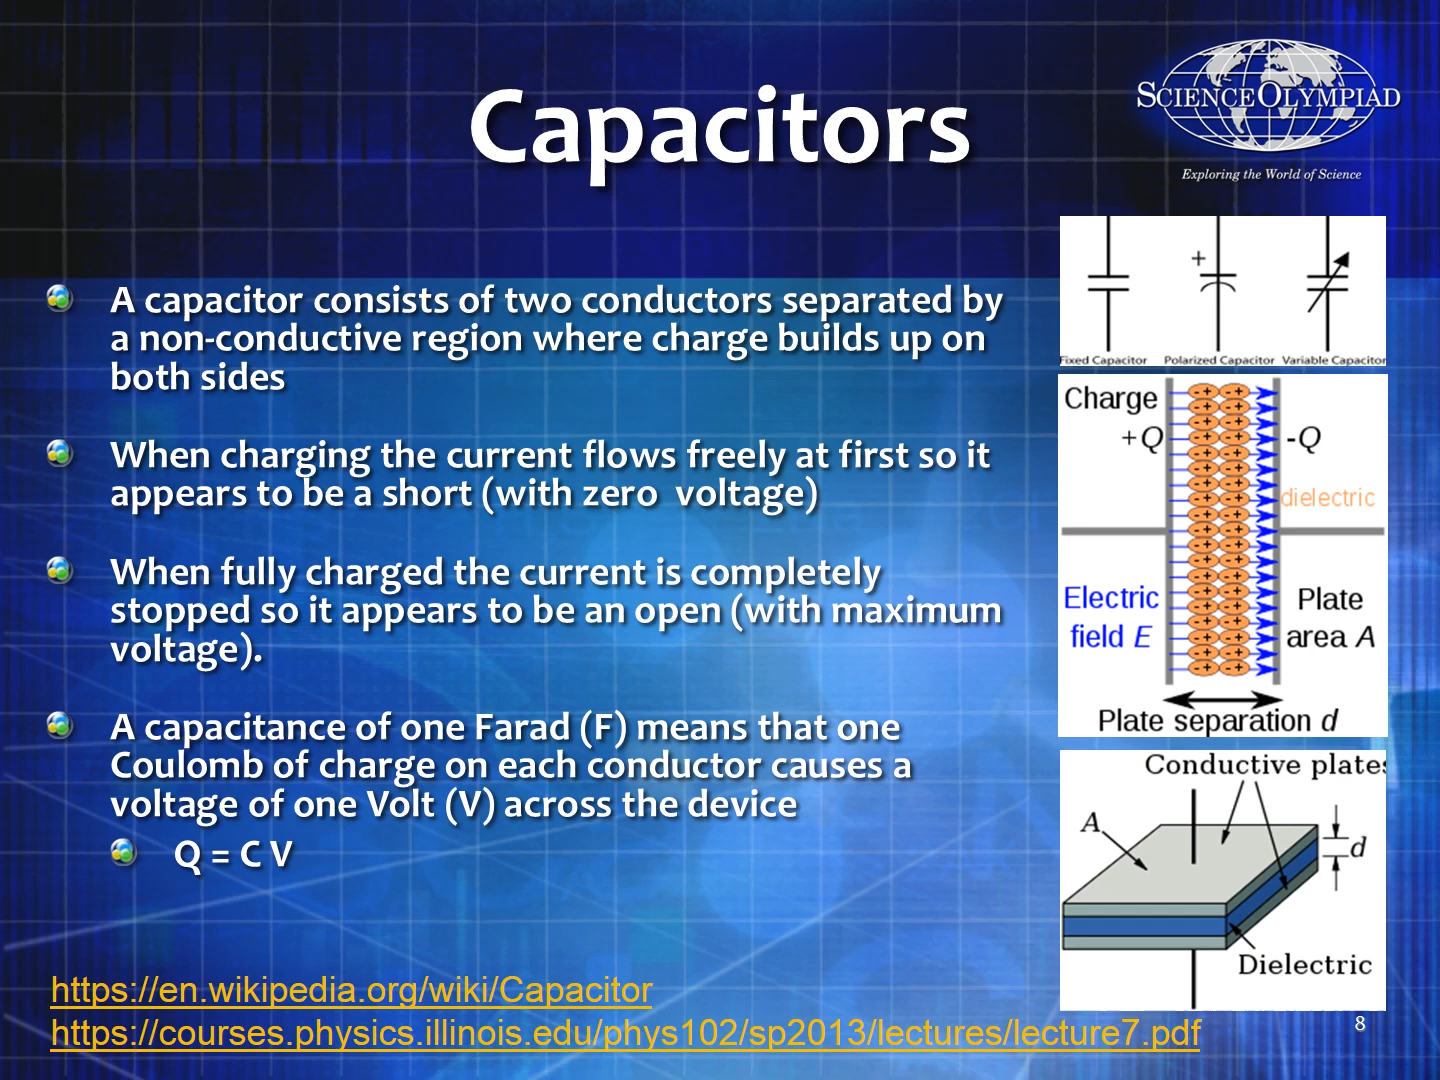 Capacitors
SCIENCE OLYMPIAD
Exploring the World of Science
A capacitor consists of two conductors separated by
a non-conductive region where charge builds up on
both sides
When charging the current flows freely at first so it
appears to be a short (with zero  voltage)
When fully charged the current is completely
stopped so it appears to be an open (with maximum
voltage).
A capacitance of one Farad (F) means that one
Coulomb of charge on each conductor causes a
voltage of one Volt (V) across the device
Q = C V
https://en.wikipedia.org/wiki/Capacitor
https://courses.physics.illinois.edu/phys102/sp2013/lectures/lecture7.pdf
+
Fixed Capacitor Polarized Capacitor Variable Capacitor
Charge
+Q
-Q
dielectric
Electric
field E
Plate
area A
Plate separation d
Conductive plates
A
d
Dielectric
8